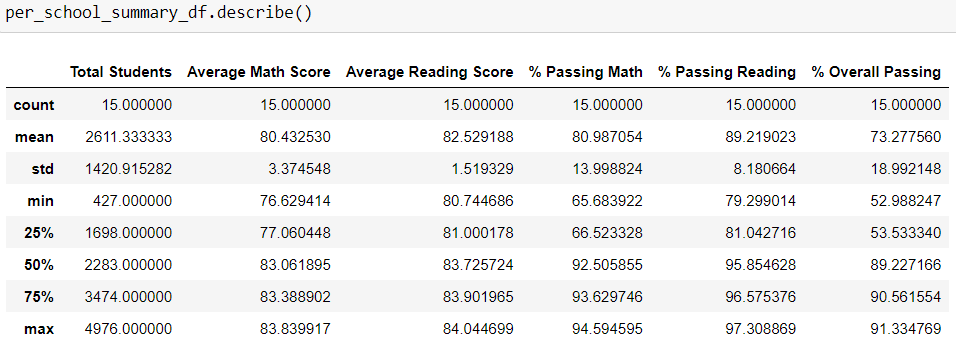 per_school_summary_df.describe()
Total Students Average Math Score Average Reading Score % Passing Math % Passing Reading % Overall Passing
count 15.000000 15.000000 15.000000 15.000000 15.000000 15.000000
mean 2611.333333 80.432530 82.529188 80.987054 89.219023 73.277560
std 1420.915282 3.374548 1.519329 13.998824 8.180664 18.992148
min 427.000000 76.629414 80.744686 65.683922 79.299014 52.988247
25% 1698.000000 77.060448 81.000178 66.523328 81.042716 53.533340
50% 2283.000000 83.061895 83.725724 92.505855 95.854628 89.227166
75% 3474.000000 83.388902 83.901965 93.629746 96.575376 90.561554
max 4976.000000 83.839917 84.044699 94.594595 97.308869 91.334769